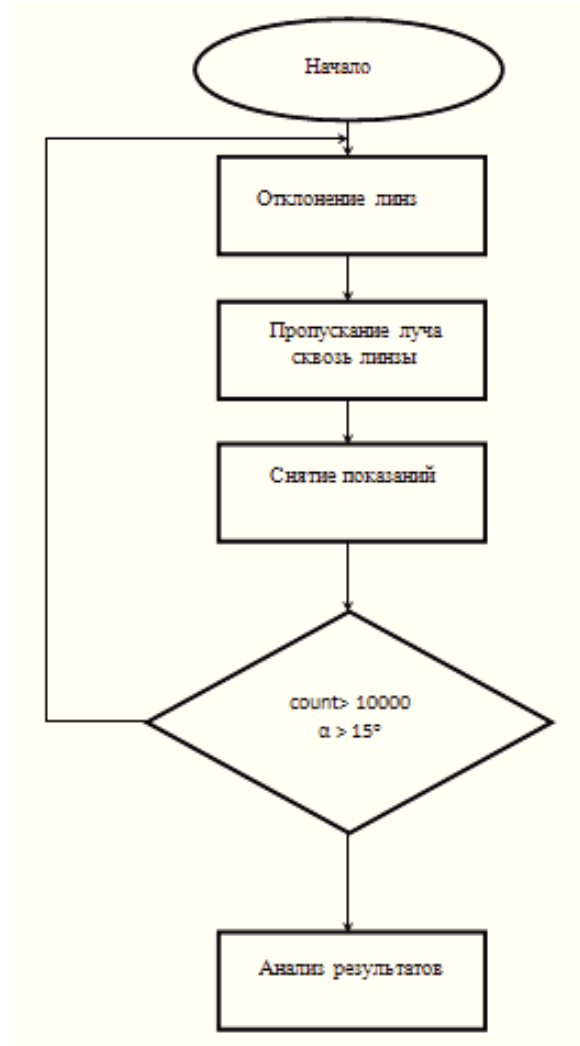 Начало
Отклонение линз
Пропускание луча
сквозь линзы
Снятие показаний
count> 10000
α > 15°
Анализ результатов